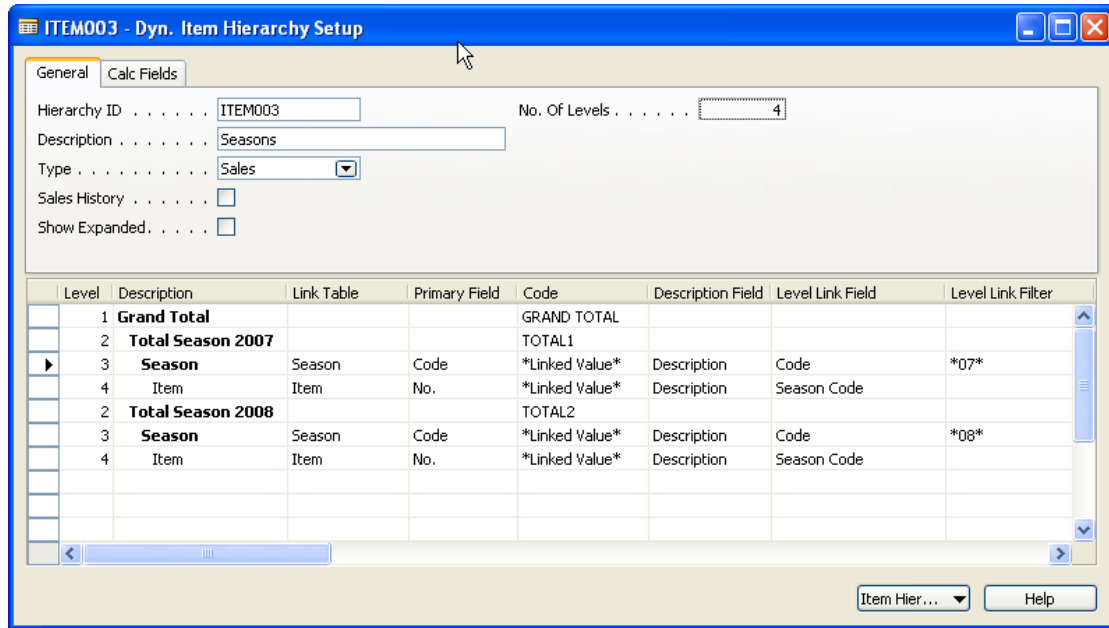 ITEM003 - Dyn. Item Hierarchy Setup
General Calc Fields
Hierarchy ID . . . . . . ITEM003 No. Of Levels . . . . . . 4
Description . . . . . . . Seasons
Type . . . . . . . . . . Sales
Sales History . . . . . .
Show Expanded. . . . .
Level Description Link Table Primary Field Code Description Field Level Link Field Level Link Filter
1 Grand Total GRAND TOTAL
2 Total Season 2007 TOTAL1
3 Season Season Code *Linked Value* Description Code *07*
4 Item Item No. *Linked Value* Description Season Code
2 Total Season 2008 TOTAL2
3 Season Season Code *Linked Value* Description Code *08*
4 Item Item No. *Linked Value* Description Season Code
Item Hier... Help